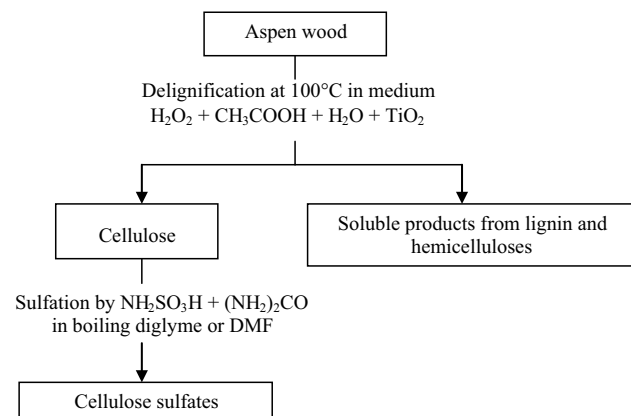 Aspen wood
Delignification at 100°C in medium
H₂O₂ + CH₃COOH + H₂O + TiO₂
Cellulose
Soluble products from lignin and
hemicelluloses
Sulfation by NH₂SO₃H + (NH₂)₂CO
in boiling diglyme or DMF
Cellulose sulfates